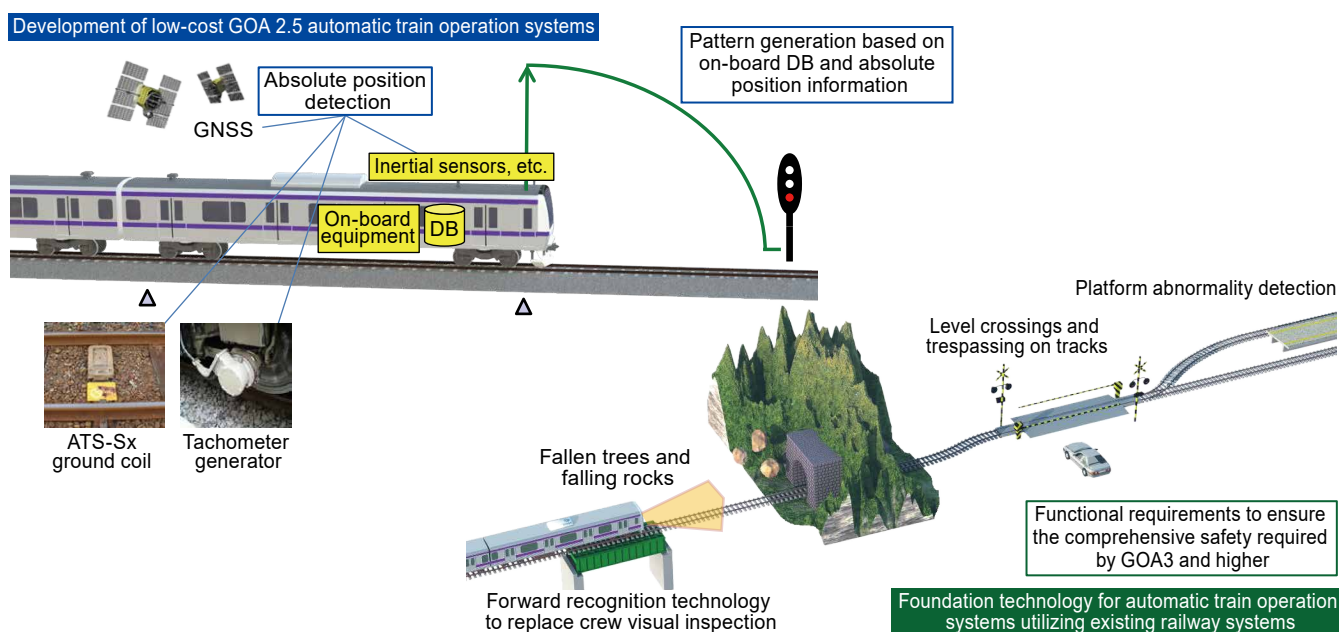 Development of low-cost GOA 2.5 automatic train operation systems
Absolute position
detection
GNSS
Pattern generation based on
on-board DB and absolute
position information
Inertial sensors, etc.
On-board
equipment
DB
ATS-Sx
ground coil
Tachometer
generator
Platform abnormality detection
Level crossings and
trespassing on tracks
Fallen trees and
falling rocks
Forward recognition technology
to replace crew visual inspection
Functional requirements to ensure
the comprehensive safety required
by GOA3 and higher
Foundation technology for automatic train operation
systems utilizing existing railway systems